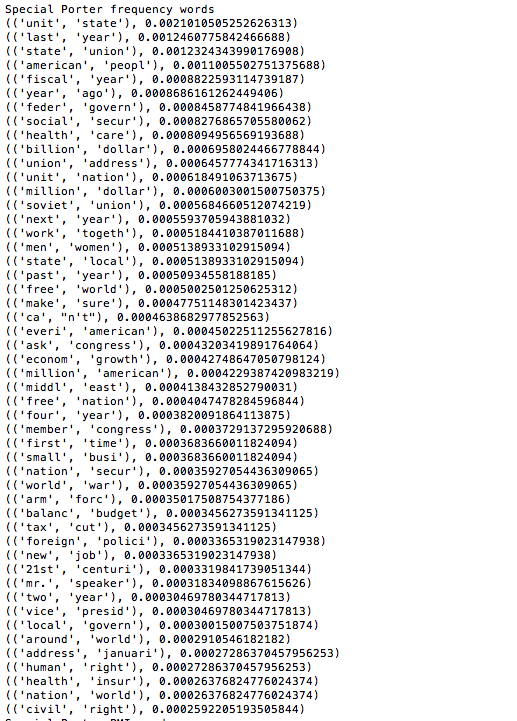 Special Porter frequency words
(('unit', 'state'), 0.0021010505252626313)
(('last', 'year'), 0.0012460775842466688)
(('state', 'union'), 0.0012324343990176908)
(('american', 'peopl'), 0.0011005502751375688)
(('fiscal', 'year'), 0.0008822593114739187)
(('year', 'ago'), 0.0008686161262449406)
(('feder', 'govern'), 0.0008458774841966438)
(('social', 'secur'), 0.0008276865705580062)
(('health', 'care'), 0.0008094956569193688)
(('billion', 'dollar'), 0.0006958024466778844)
(('union', 'address'), 0.0006457774341716313)
(('unit', 'nation'), 0.000618491063713675)
(('million', 'dollar'), 0.0006003001500750375)
(('soviet', 'union'), 0.0005684660512074219)
(('next', 'year'), 0.0005593705943881032)
(('work', 'togeth'), 0.0005184410387011688)
(('men', 'women'), 0.0005138933102915094)
(('state', 'local'), 0.0005138933102915094)
(('past', 'year'), 0.00050934558188185)
(('free', 'world'), 0.0005002501250625312)
(('make', 'sure'), 0.00047751148301423437)
(('ca', "n't"), 0.0004638682977852563)
(('everi', 'american'), 0.00045022511255627816)
(('ask', 'congress'), 0.00043203419891764064)
(('econom', 'growth'), 0.00042748647050798124)
(('million', 'american'), 0.0004229387420983219)
(('middl', 'east'), 0.0004138432852790031)
(('free', 'nation'), 0.0004047478284596844)
(('four', 'year'), 0.0003820091864113875)
(('member', 'congress'), 0.0003729137295920688)
(('first', 'time'), 0.0003683660011824094)
(('small', 'busi'), 0.0003683660011824094)
(('nation', 'secur'), 0.00035927054436309065)
(('world', 'war'), 0.00035927054436309065)
(('arm', 'forc'), 0.00035017508754377186)
(('balanc', 'budget'), 0.0003456273591341125)
(('tax', 'cut'), 0.0003456273591341125)
(('foreign', 'polici'), 0.0003365319023147938)
(('new', 'job'), 0.0003365319023147938)
(('21st', 'centuri'), 0.0003319841739051344)
(('mr.', 'speaker'), 0.00031834098867615626)
(('two', 'year'), 0.00030469780344717813)
(('vice', 'presid'), 0.00030469780344717813)
(('local', 'govern'), 0.00030015007503751874)
(('around', 'world'), 0.0002910546182182)
(('address', 'januari'), 0.00027286370457956253)
(('human', 'right'), 0.00027286370457956253)
(('health', 'insur'), 0.00026376824776024374)
(('nation', 'world'), 0.00026376824776024374)
(('civil', 'right'), 0.0002592205193505844)